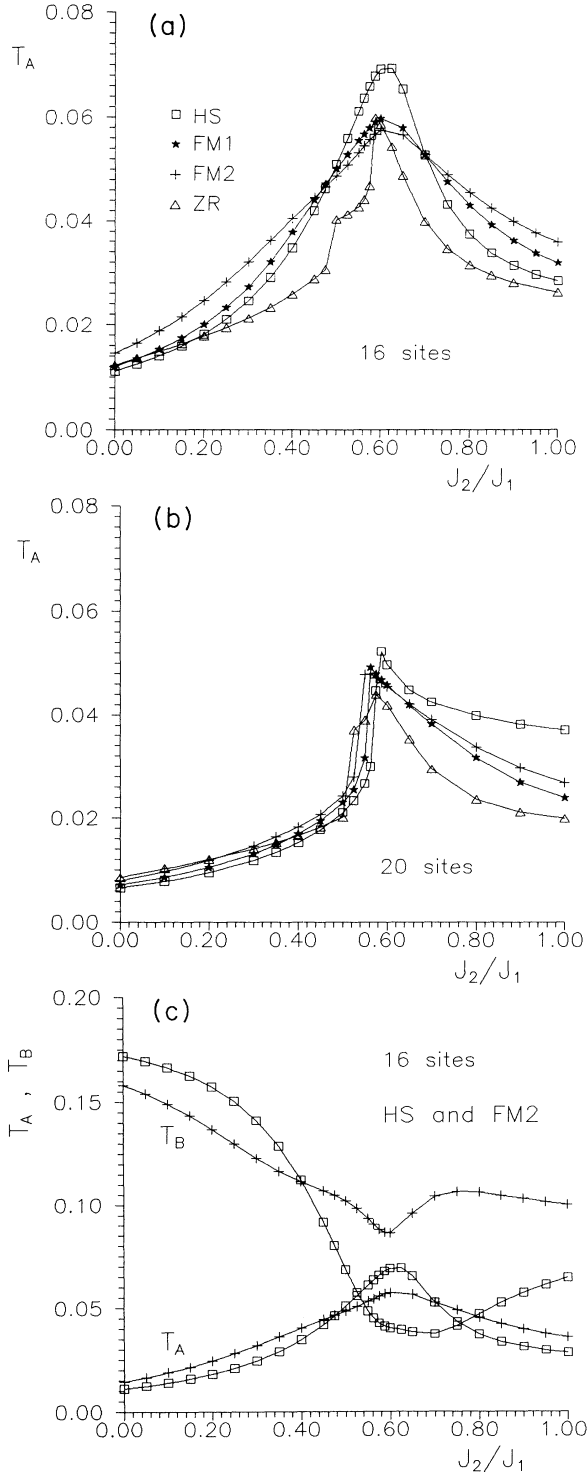 (a)
T_A
0.08
0.06
0.04
0.02
0.00
□ HS
★ FM1
+ FM2
△ ZR
16 sites
0.00 0.20 0.40 0.60 0.80 1.00
J_2/J_1
(b)
T_A
0.08
0.06
0.04
0.02
0.00
20 sites
0.00 0.20 0.40 0.60 0.80 1.00
J_2/J_1
(c)
T_A , T_B
0.20
0.15
0.10
0.05
0.00
16 sites
HS and FM2
T_B
T_A
0.00 0.20 0.40 0.60 0.80 1.00
J_2/J_1